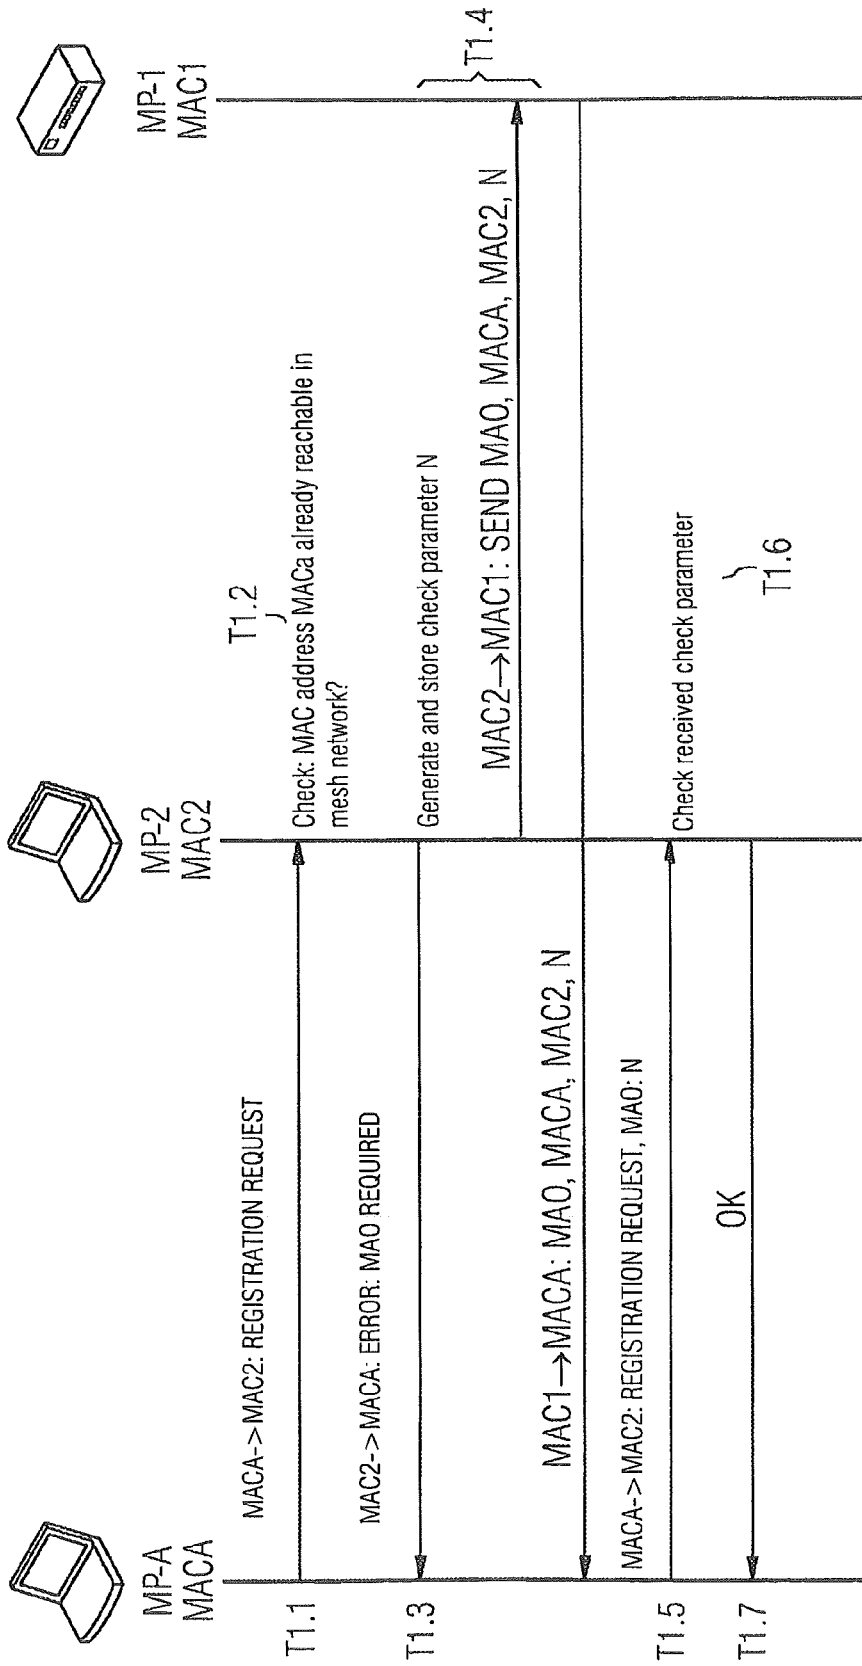 MP-A
MACA
MP-2
MAC2
MP-1
MAC1
T1.1
MACA->MAC2: REGISTRATION REQUEST
T1.2
Check: MAC address MACa already reachable in
mesh network?
T1.3
MAC2->MACA: ERROR: MAO REQUIRED
Generate and store check parameter N
T1.4
MAC2→MAC1: SEND MAO, MACA, MAC2, N
MAC1→MACA: MAO, MACA, MAC2, N
T1.5
MACA->MAC2: REGISTRATION REQUEST, MAO: N
Check received check parameter
T1.6
T1.7
OK